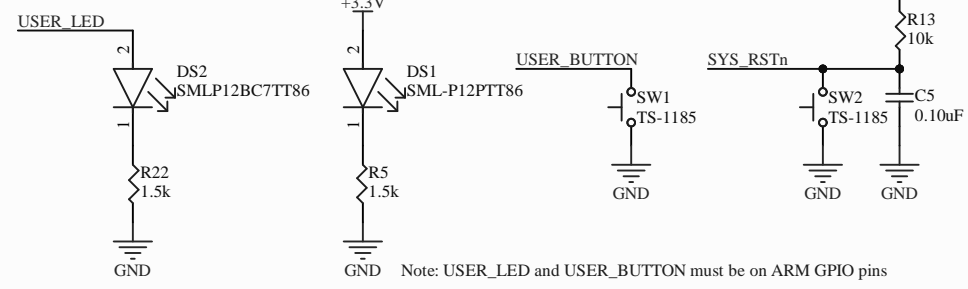 +3.3V
USER_LED
2
DS2
SMLP12BC7TT86
1
R22
1.5k
GND
2
DS1
SML-P12PTT86
1
R5
1.5k
GND
USER_BUTTON
SW1
TS-1185
GND
SYS_RSTn
SW2
TS-1185
GND
R13
10k
C5
0.10uF
GND
Note: USER_LED and USER_BUTTON must be on ARM GPIO pins